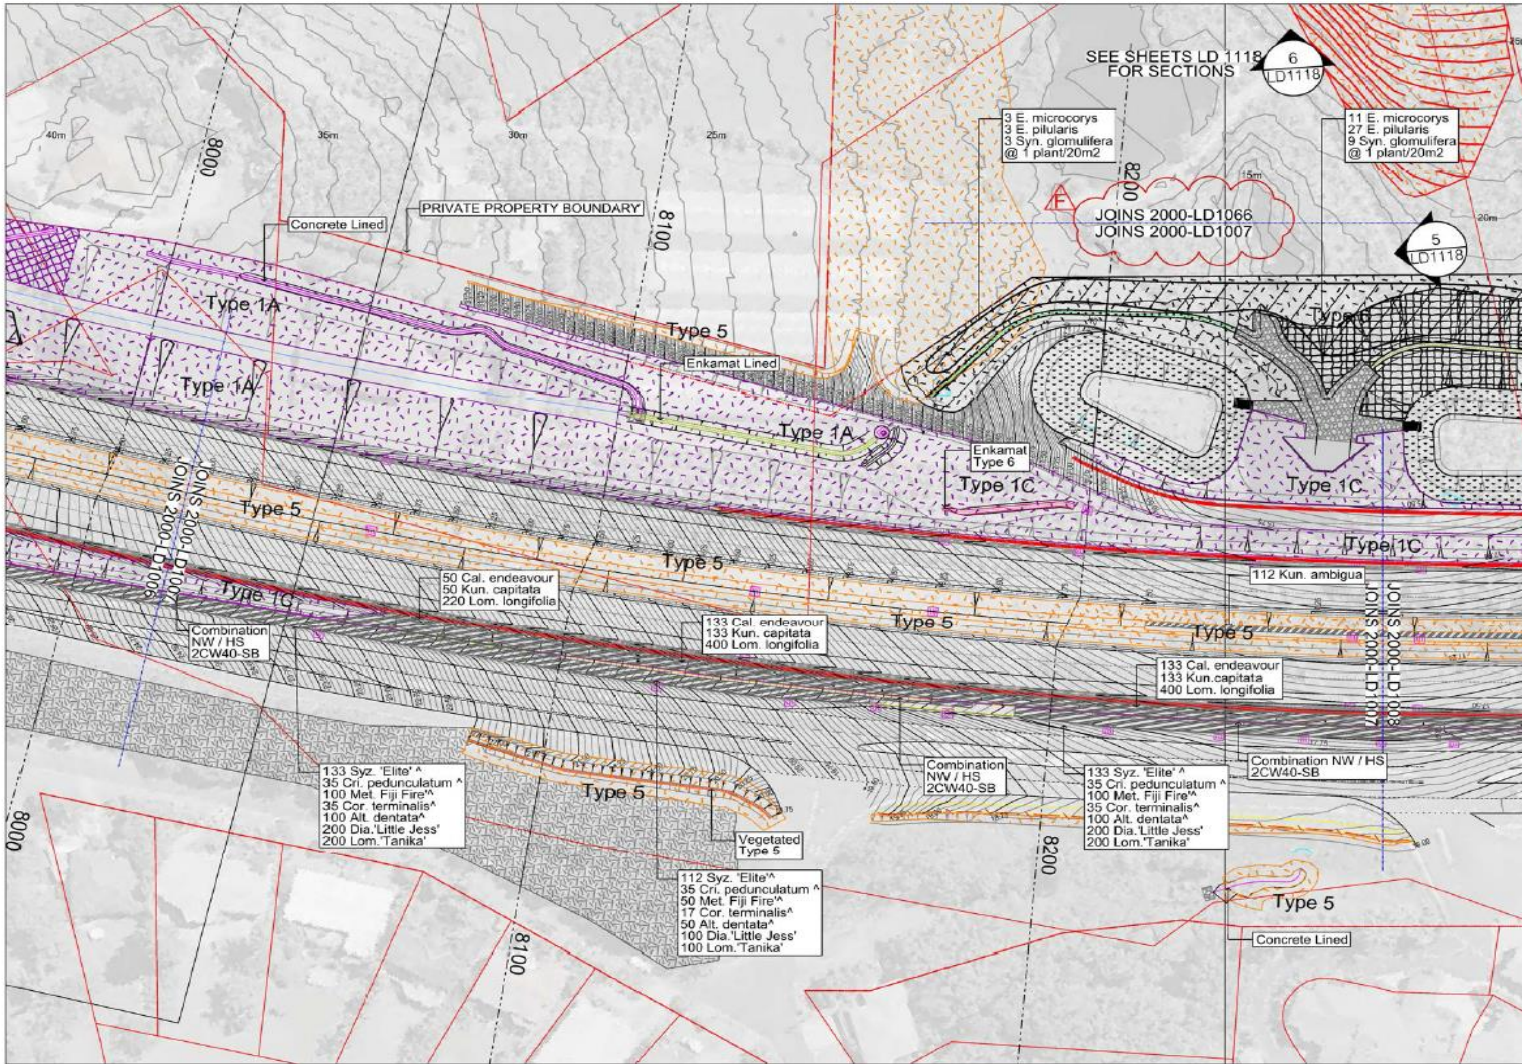 SEE SHEETS LD 1118
FOR SECTIONS
6
LD1118
40m
35m
30m
25m
15m
20m
8000
8100
8200
3 E. microcorys
3 E. pilularis
3 Syn. glomulifera
@ 1 plant/20m2
11 E. microcorys
27 E. pilularis
9 Syn. glomulifera
@ 1 plant/20m2
F
JOINS 2000-LD1066
JOINS 2000-LD1007
5
LD1118
PRIVATE PROPERTY BOUNDARY
Concrete Lined
Type 1A
Type 5
Enkamat Lined
Type 1A
Type 1A
Enkamat
Type 6
Type 1C
Type 1C
Type 1C
JOINS 2000-LD1007
JOINS 2000-LD1006
Type 5
Type 5
Type 5
Type 5
112 Kun. ambigua
JOINS 2000-LD1008
JOINS 2000-LD1007
Type 1C
50 Cal. endeavour
50 Kun. capitata
220 Lom. longifolia
133 Cal. endeavour
133 Kun. capitata
400 Lom. longifolia
133 Cal. endeavour
133 Kun.capitata
400 Lom. longifolia
Combination
NW / HS
2CW40-SB
Combination
NW / HS
2CW40-SB
Combination NW / HS
2CW40-SB
133 Syz. 'Elite' ^
35 Cri. pedunculatum ^
100 Met. Fiji Fire'^
35 Cor. terminalis^
100 Alt. dentata^
200 Dia.'Little Jess'
200 Lom.'Tanika'
Type 5
Vegetated
Type 5
133 Syz. 'Elite' ^
35 Cri. pedunculatum ^
100 Met. Fiji Fire'^
35 Cor. terminalis^
100 Alt. dentata^
200 Dia.'Little Jess'
200 Lom.'Tanika'
112 Syz. 'Elite'^
35 Cri. pedunculatum ^
50 Met. Fiji Fire'^
17 Cor. terminalis^
50 Alt. dentata^
100 Dia.'Little Jess'
100 Lom.'Tanika'
8000
8100
8200
Type 5
Concrete Lined